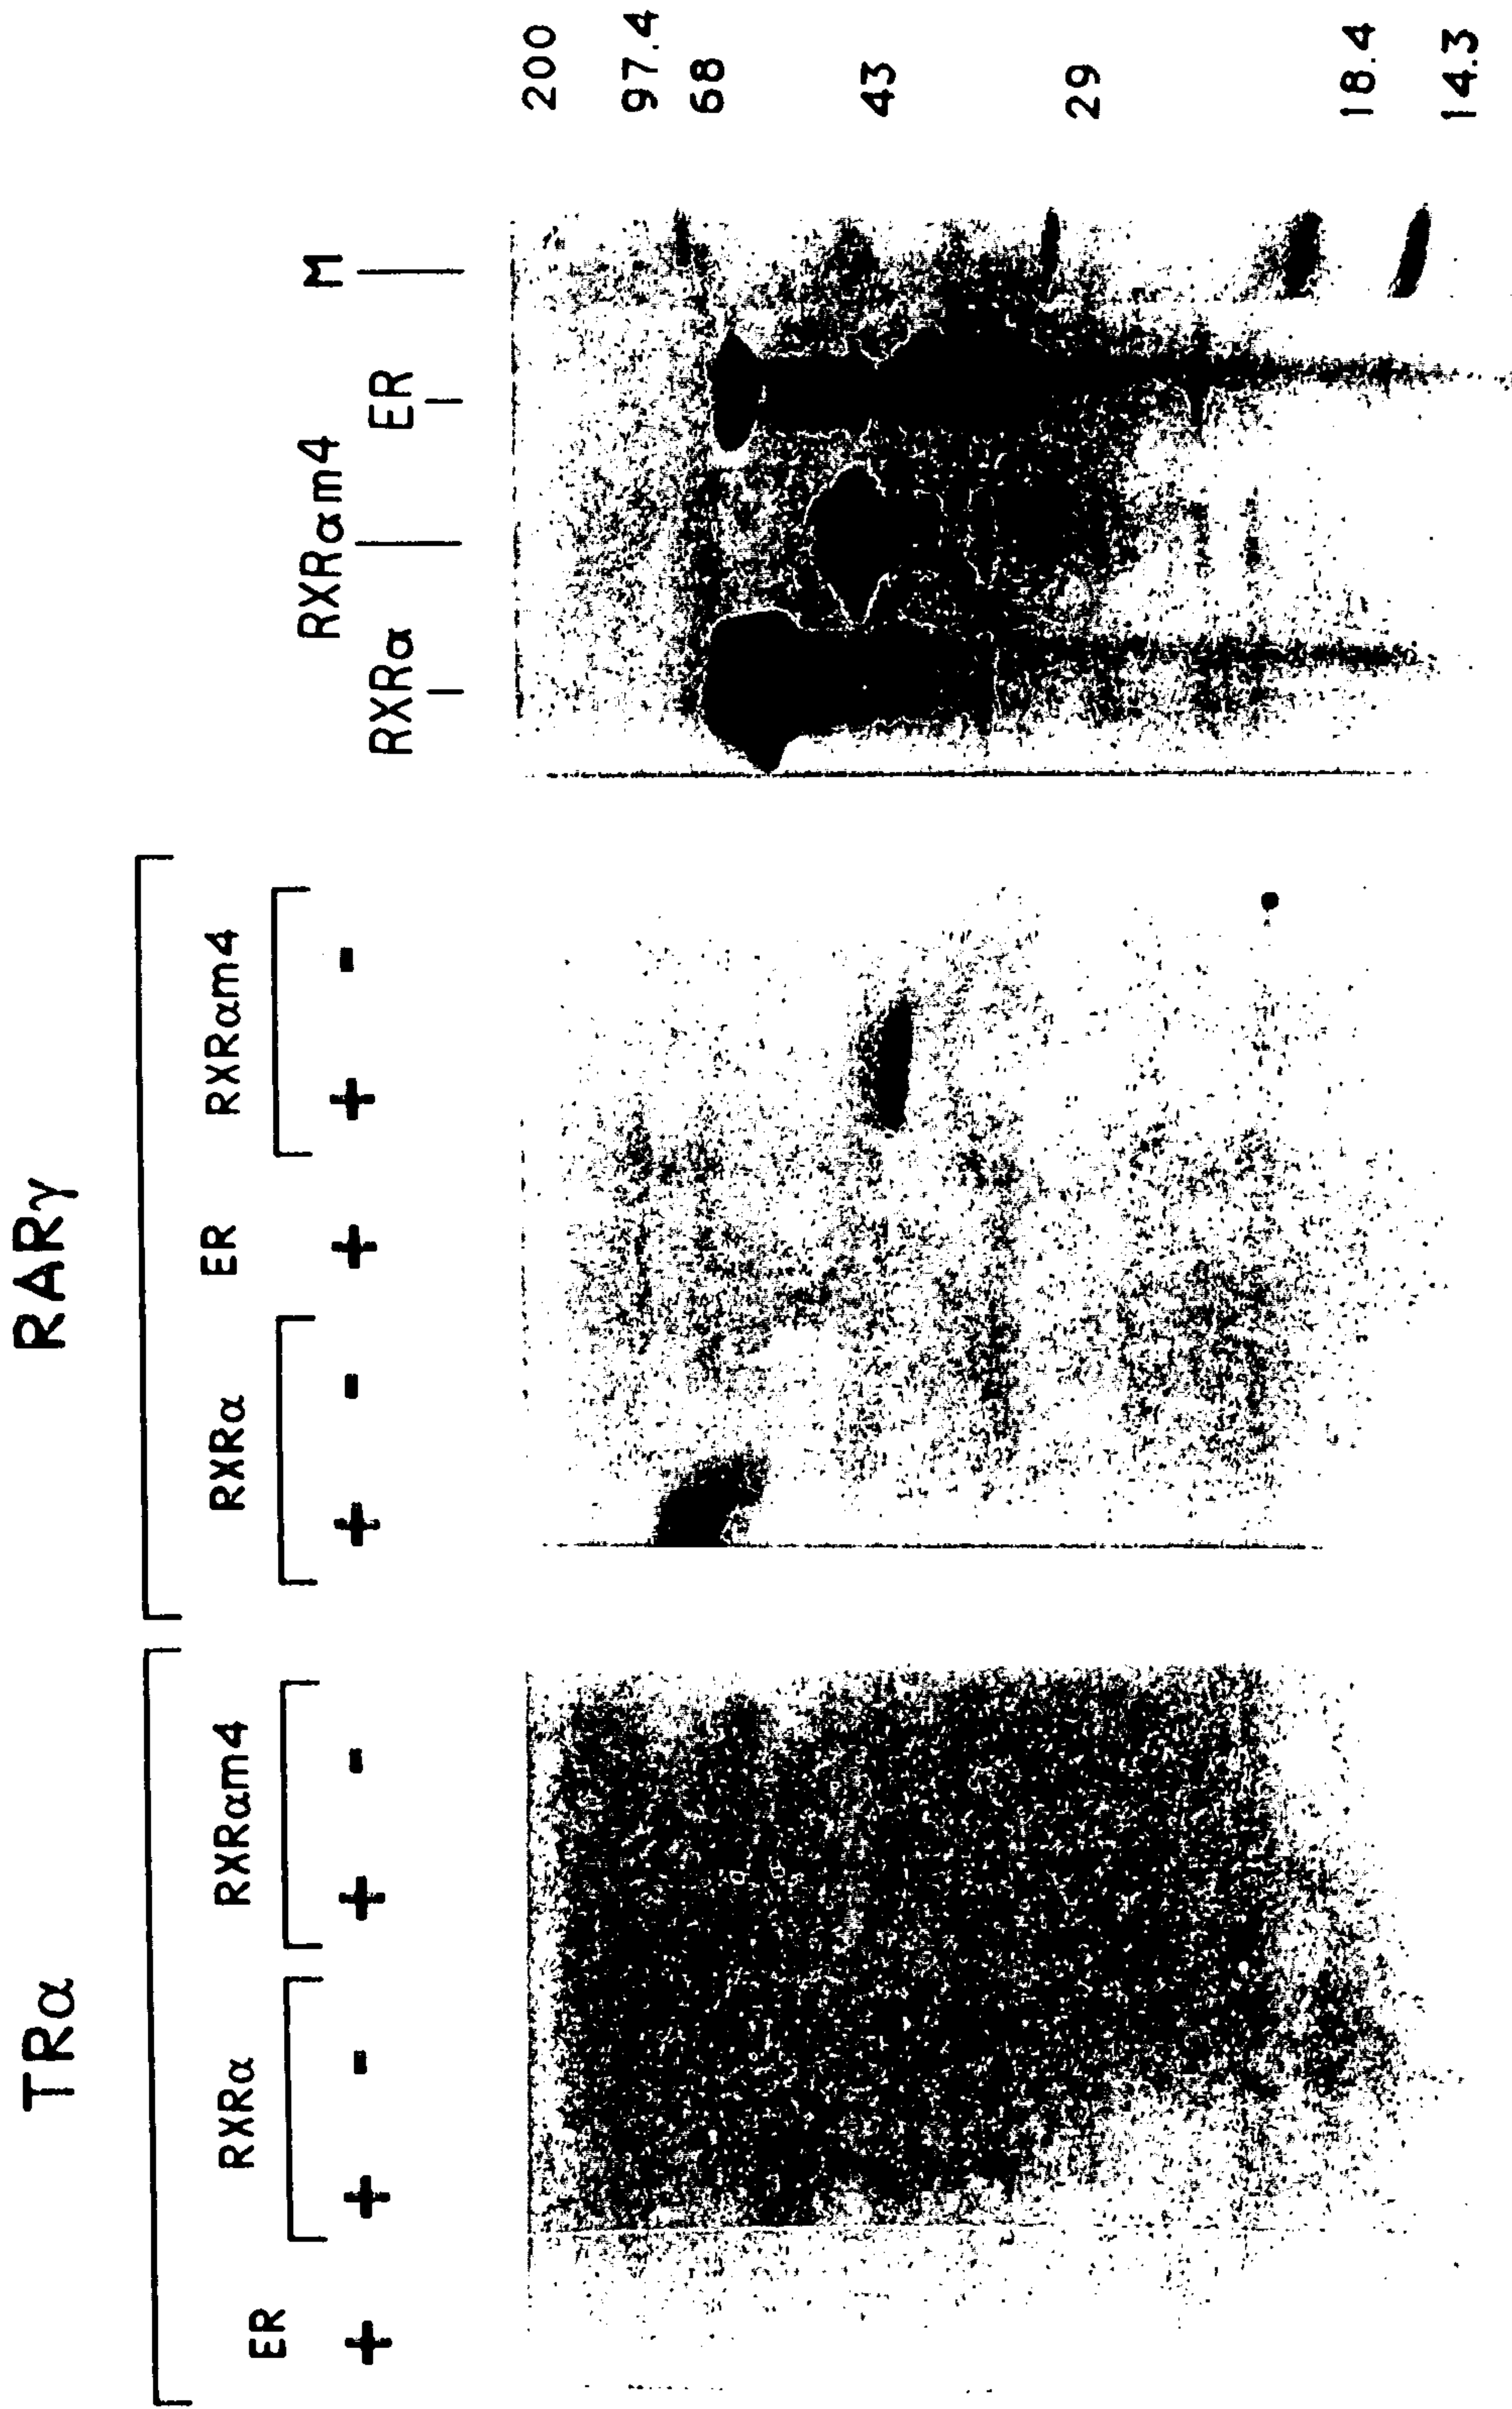 TRα RARγ
ER RXRα RXRαm4 RXRα ER RXRαm4
+ + - + - + - + + -
RXRα RXRαm4 ER M
200
97.4
68
43
29
18.4
14.3